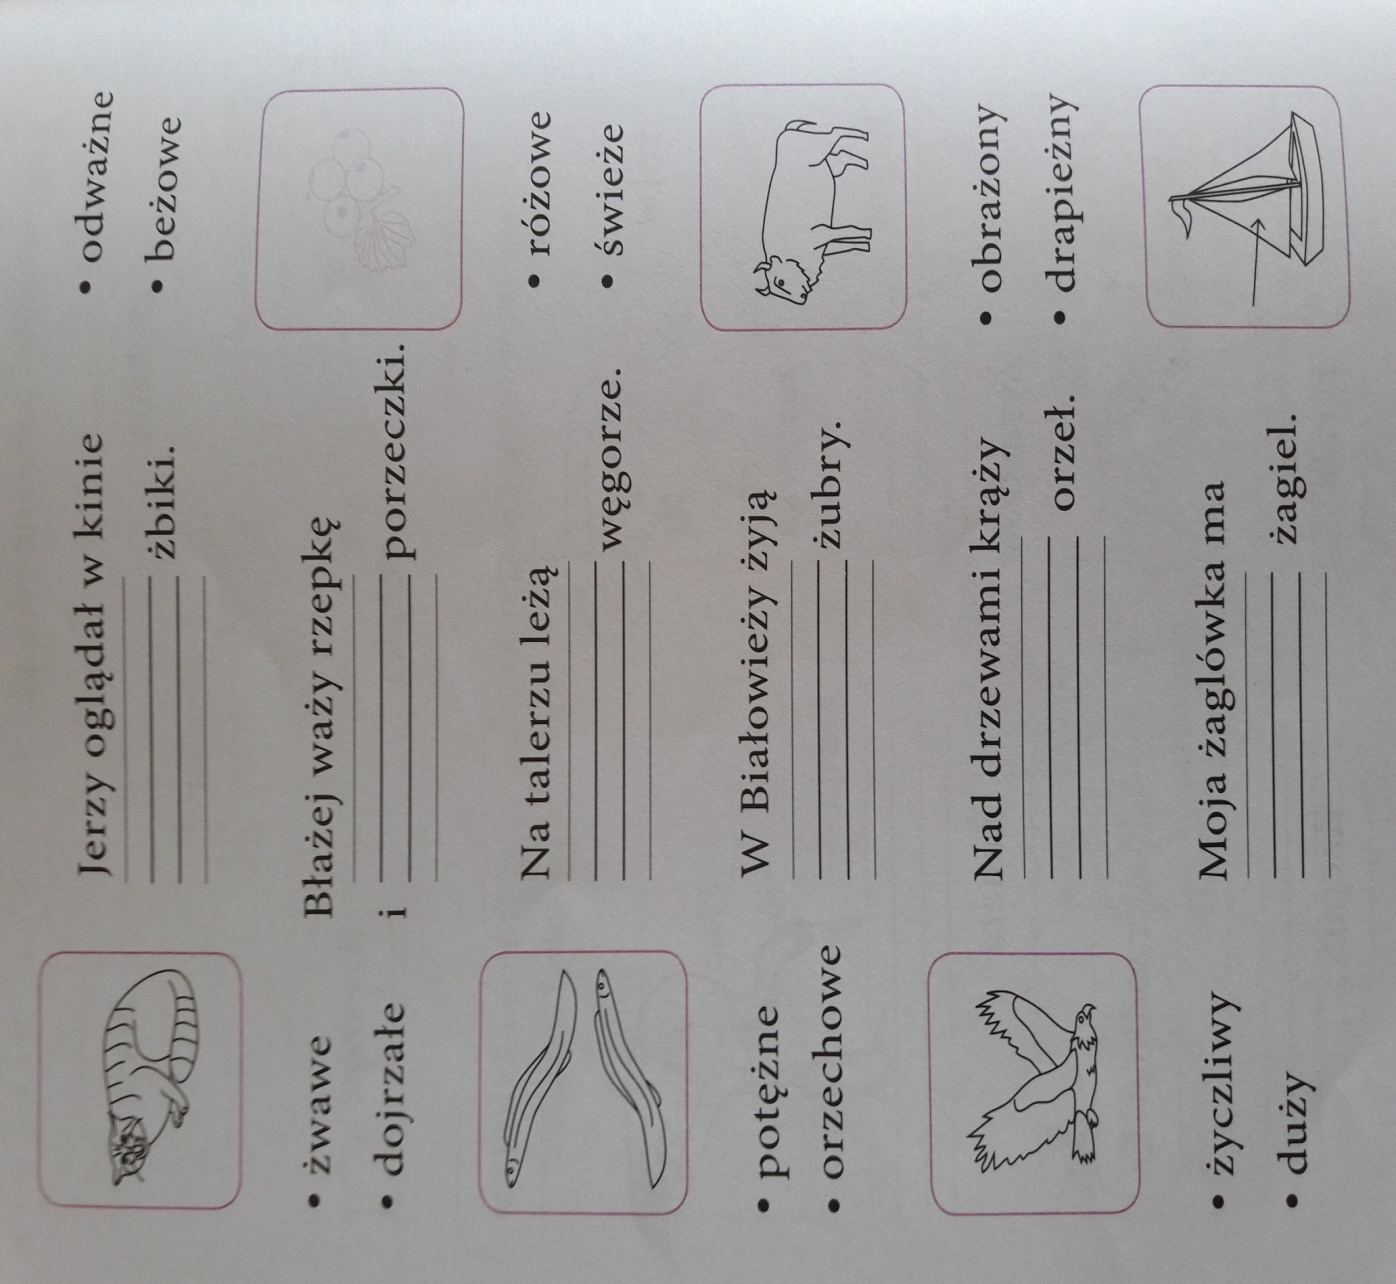 Jerzy oglądał w kinie
żbiki.
• odważne
• beżowe
• żwawe
• dojrzałe
Błażej waży rzepkę
i porzeczki.
Na talerzu leżą
węgorze.
• różowe
• świeże
• potężne
• orzechowe
W Białowieży żyją
żubry.
Nad drzewami krąży
orzeł.
• obrażony
• drapieżny
• życzliwy
• duży
Moja żaglówka ma
żagiel.